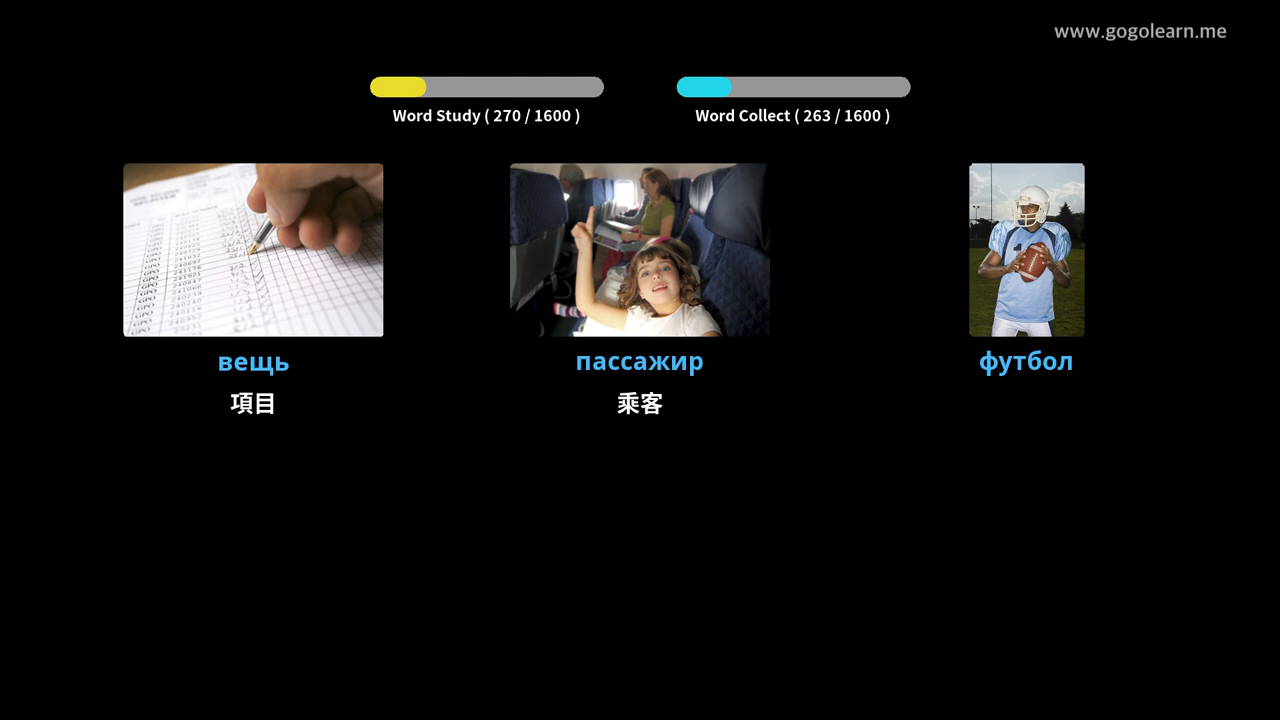 www.gogolearn.me
Word Study ( 270 / 1600 )
Word Collect ( 263 / 1600 )
вещь
пассажир
футбол
項目
乘客